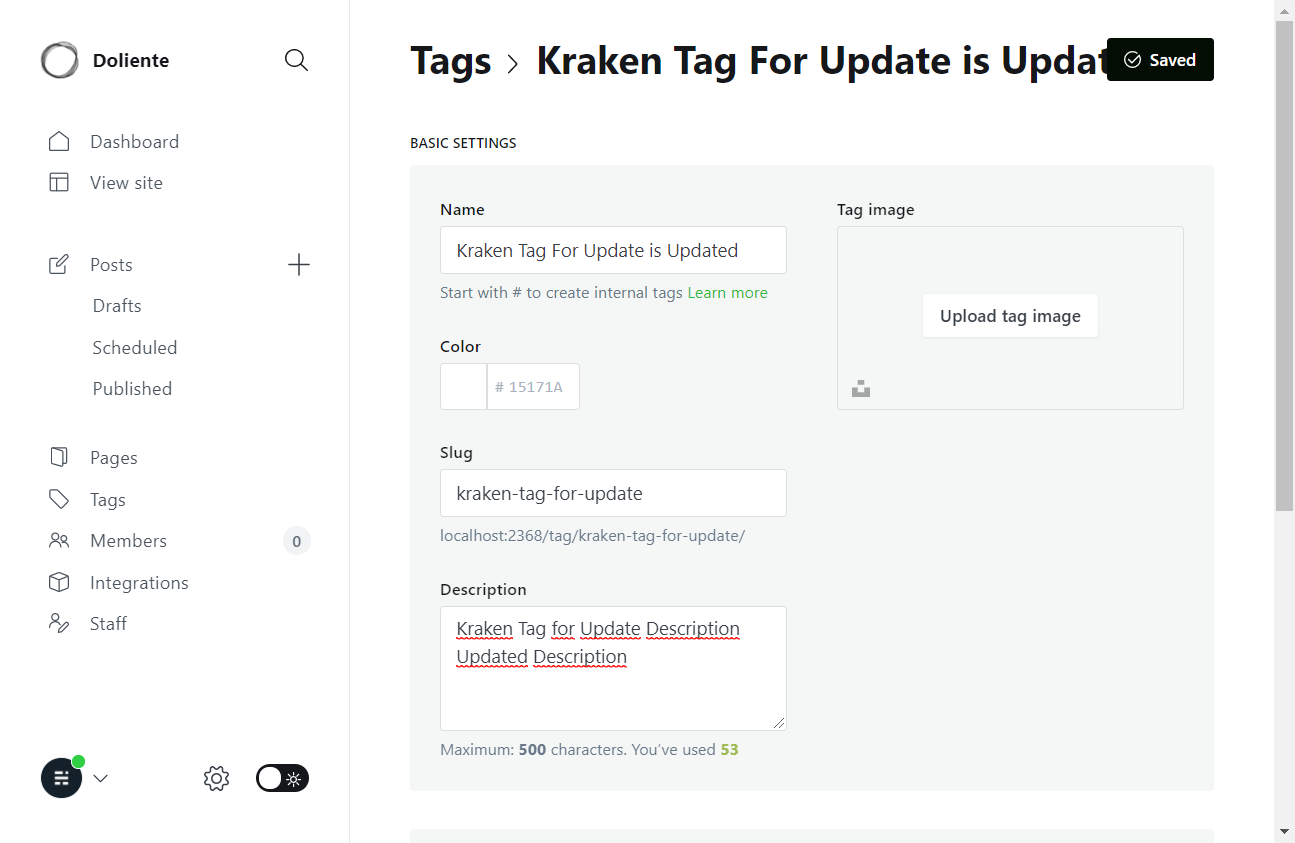 Doliente
Dashboard
View site
Posts
Drafts
Scheduled
Published
Pages
Tags
Members 0
Integrations
Staff
Tags > Kraken Tag For Update is Updat
Saved
BASIC SETTINGS
Name
Kraken Tag For Update is Updated
Start with # to create internal tags Learn more
Color
# 15171A
Slug
kraken-tag-for-update
localhost:2368/tag/kraken-tag-for-update/
Description
Kraken Tag for Update Description
Updated Description
Maximum: 500 characters. You’ve used 53
Tag image
Upload tag image